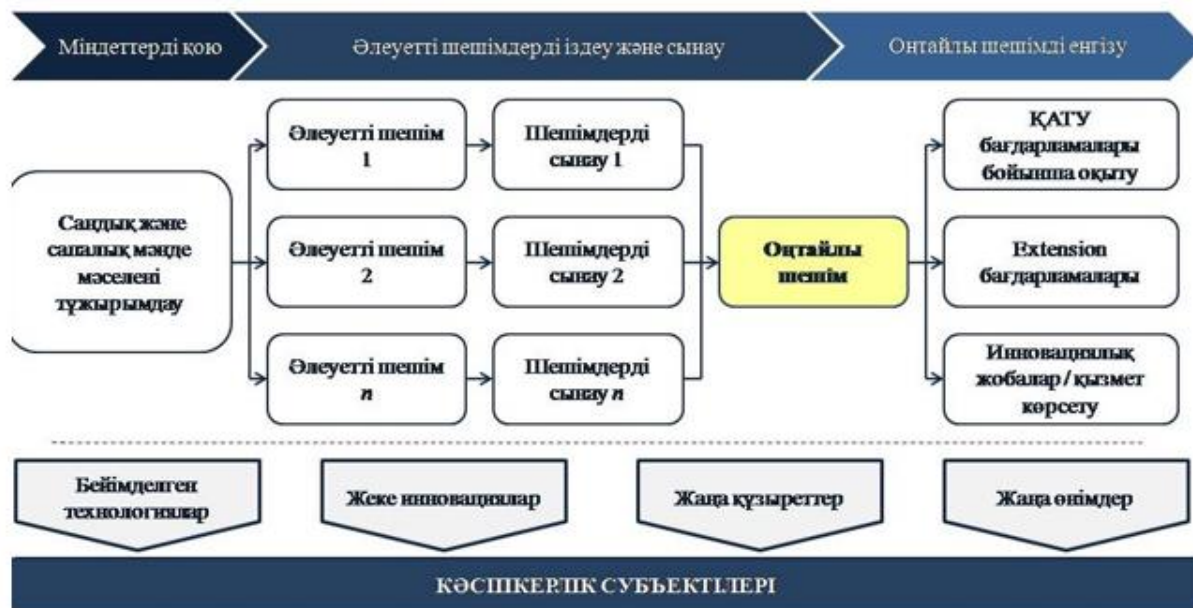 Міндеттерді қою
Әлеуетті шешімдерді іздеу және сынау
Оңтайлы шешімді енгізу
Сандық және
сапалық мәнде
мәселені
тұжырымдау
Әлеуетті шешім
1
Шешімдерді
сынау 1
Әлеуетті шешім
2
Шешімдерді
сынау 2
Әлеуетті шешім
n
Шешімдерді
сынау n
Оңтайлы
шешім
ҚАТУ
бағдарламалары
бойынша оқыту
Extension
бағдарламалары
Инновациялық
жобалар / қызмет
көрсету
Бейімделген
технологиялар
Жеке инновациялар
Жаңа құзыреттер
Жаңа өнімдер
КӘСІПКЕРЛІК СУБЪЕКТІЛЕРІ